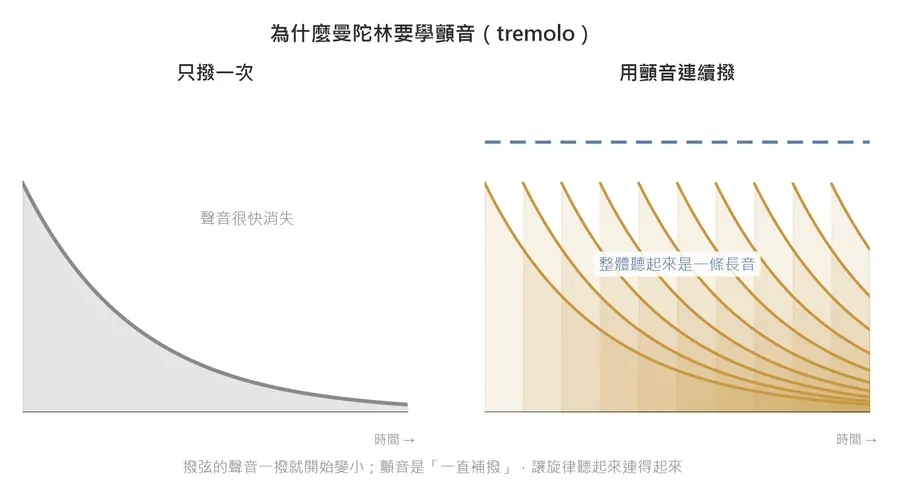 為什麼曼陀林要學顫音（tremolo）
只撥一次
用顫音連續撥
聲音很快消失
整體聽起來是一條長音
時間 →
時間 →
撥弦的聲音一撥就開始變小；顫音是「一直補撥」，讓旋律聽起來連得起來